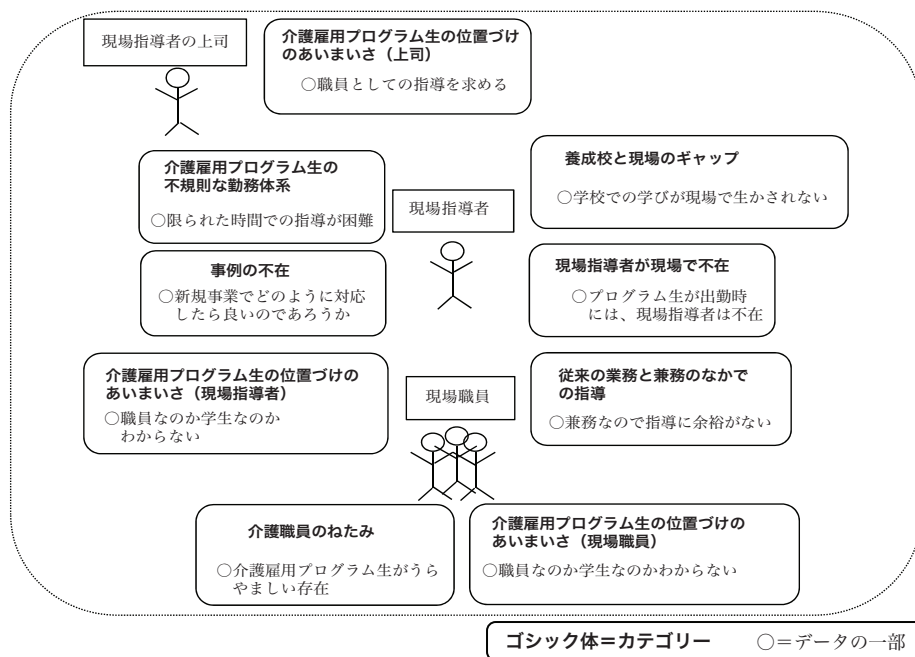 現場指導者の上司
介護雇用プログラム生の位置づけ
のあいまいさ（上司）
○職員としての指導を求める
介護雇用プログラム生の
不規則な勤務体系
○限られた時間での指導が困難
現場指導者
養成校と現場のギャップ
○学校での学びが現場で生かされない
事例の不在
○新規事業でどのように対応
したら良いのであろうか
現場指導者が現場で不在
○プログラム生が出勤時
には、現場指導者は不在
介護雇用プログラム生の位置づけの
あいまいさ（現場指導者）
○職員なのか学生なのか
わからない
現場職員
従来の業務と兼務のなかで
の指導
○兼務なので指導に余裕がない
介護職員のねたみ
○介護雇用プログラム生がうら
やましい存在
介護雇用プログラム生の位置づけの
あいまいさ（現場職員）
○職員なのか学生なのかわからない
ゴシック体＝カテゴリー　○＝データの一部